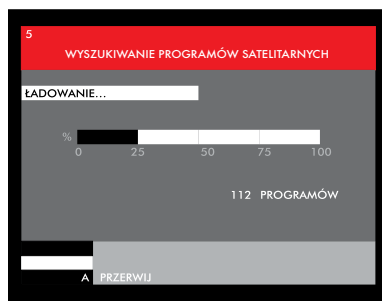 5
WYSZUKIWANIE PROGRAMÓW SATELITARNYCH
ŁADOWANIE...
%
0 25 50 75 100
112 PROGRAMÓW
A PRZERWIJ